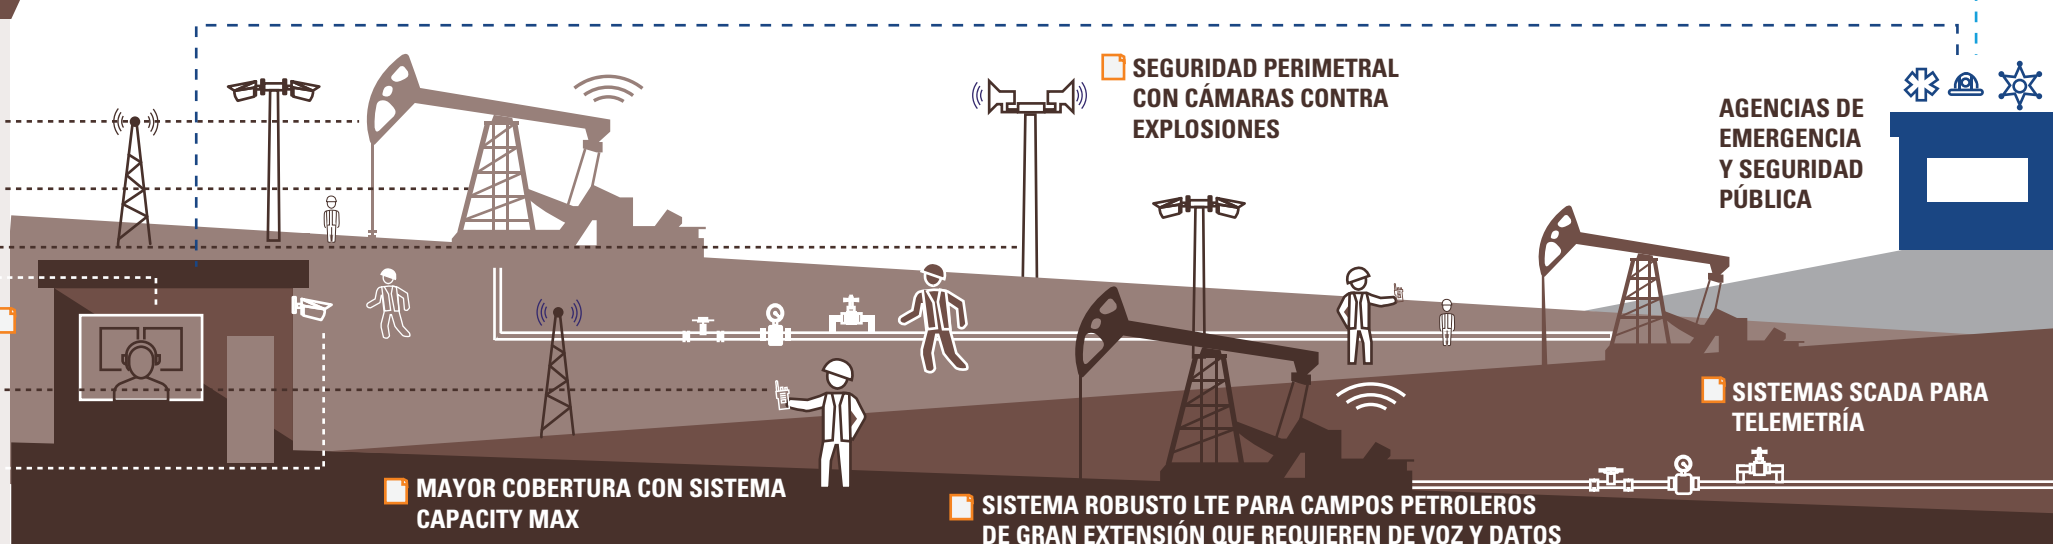 SEGURIDAD PERIMETRAL
CON CÁMARAS CONTRA
EXPLOSIONES
AGENCIAS DE
EMERGENCIA
Y SEGURIDAD
PÚBLICA
SISTEMAS SCADA PARA
TELEMETRÍA
MAYOR COBERTURA CON SISTEMA
CAPACITY MAX
SISTEMA ROBUSTO LTE PARA CAMPOS PETROLEROS
DE GRAN EXTENSIÓN QUE REQUIEREN DE VOZ Y DATOS